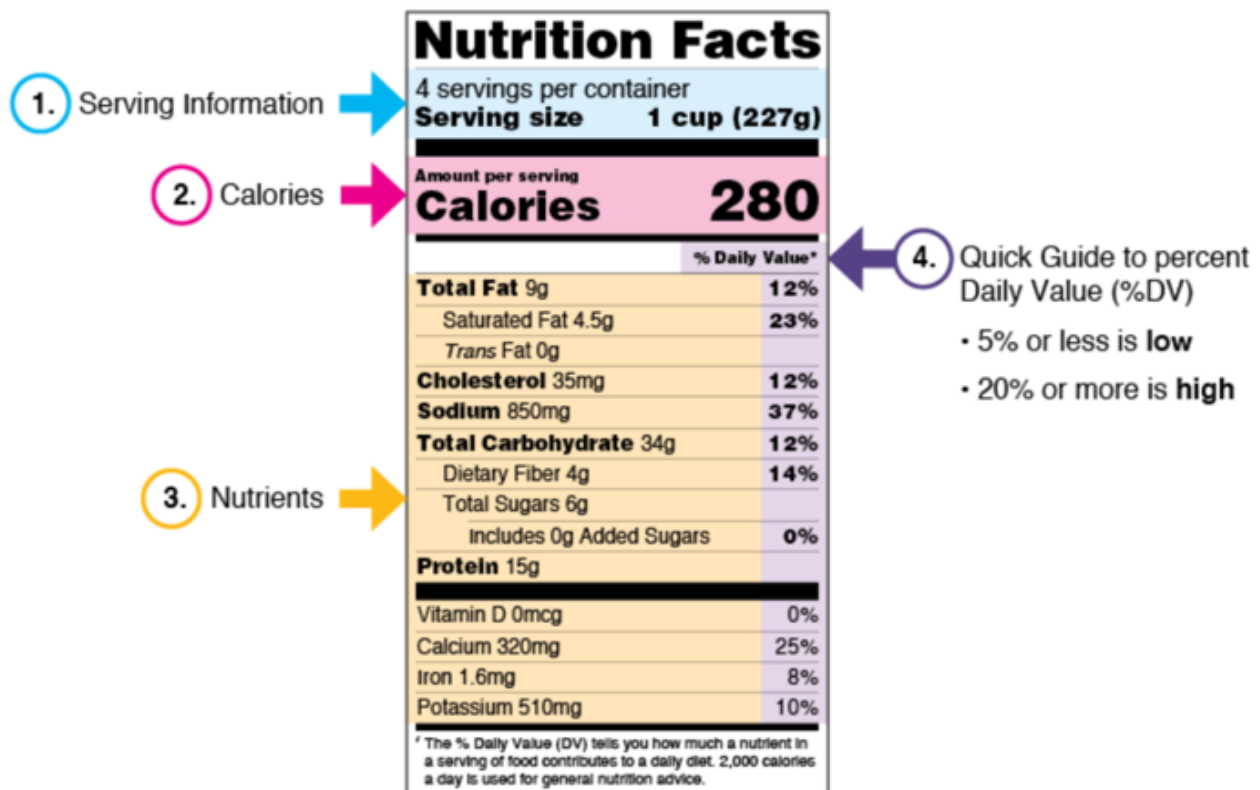 Nutrition Facts
4 servings per container
Serving size 1 cup (227g)
1. Serving Information
Amount per serving
Calories 280
2. Calories
% Daily Value*
4. Quick Guide to percent
Daily Value (%DV)
• 5% or less is low
• 20% or more is high
Total Fat 9g 12%
Saturated Fat 4.5g 23%
Trans Fat 0g
Cholesterol 35mg 12%
Sodium 850mg 37%
Total Carbohydrate 34g 12%
Dietary Fiber 4g 14%
3. Nutrients
Total Sugars 6g
Includes 0g Added Sugars 0%
Protein 15g
Vitamin D 0mcg 0%
Calcium 320mg 25%
Iron 1.6mg 8%
Potassium 510mg 10%
* The % Daily Value (DV) tells you how much a nutrient in
a serving of food contributes to a daily diet. 2,000 calories
a day is used for general nutrition advice.